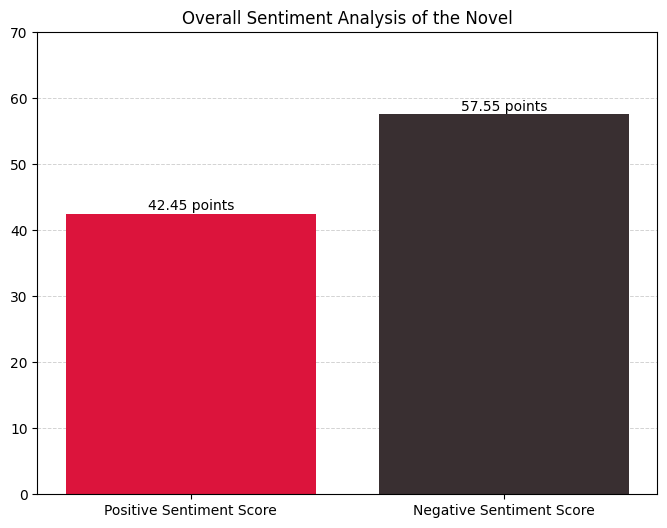 Overall Sentiment Analysis of the Novel
70
60
50
40
30
20
10
0
57.55 points
42.45 points
Positive Sentiment Score
Negative Sentiment Score